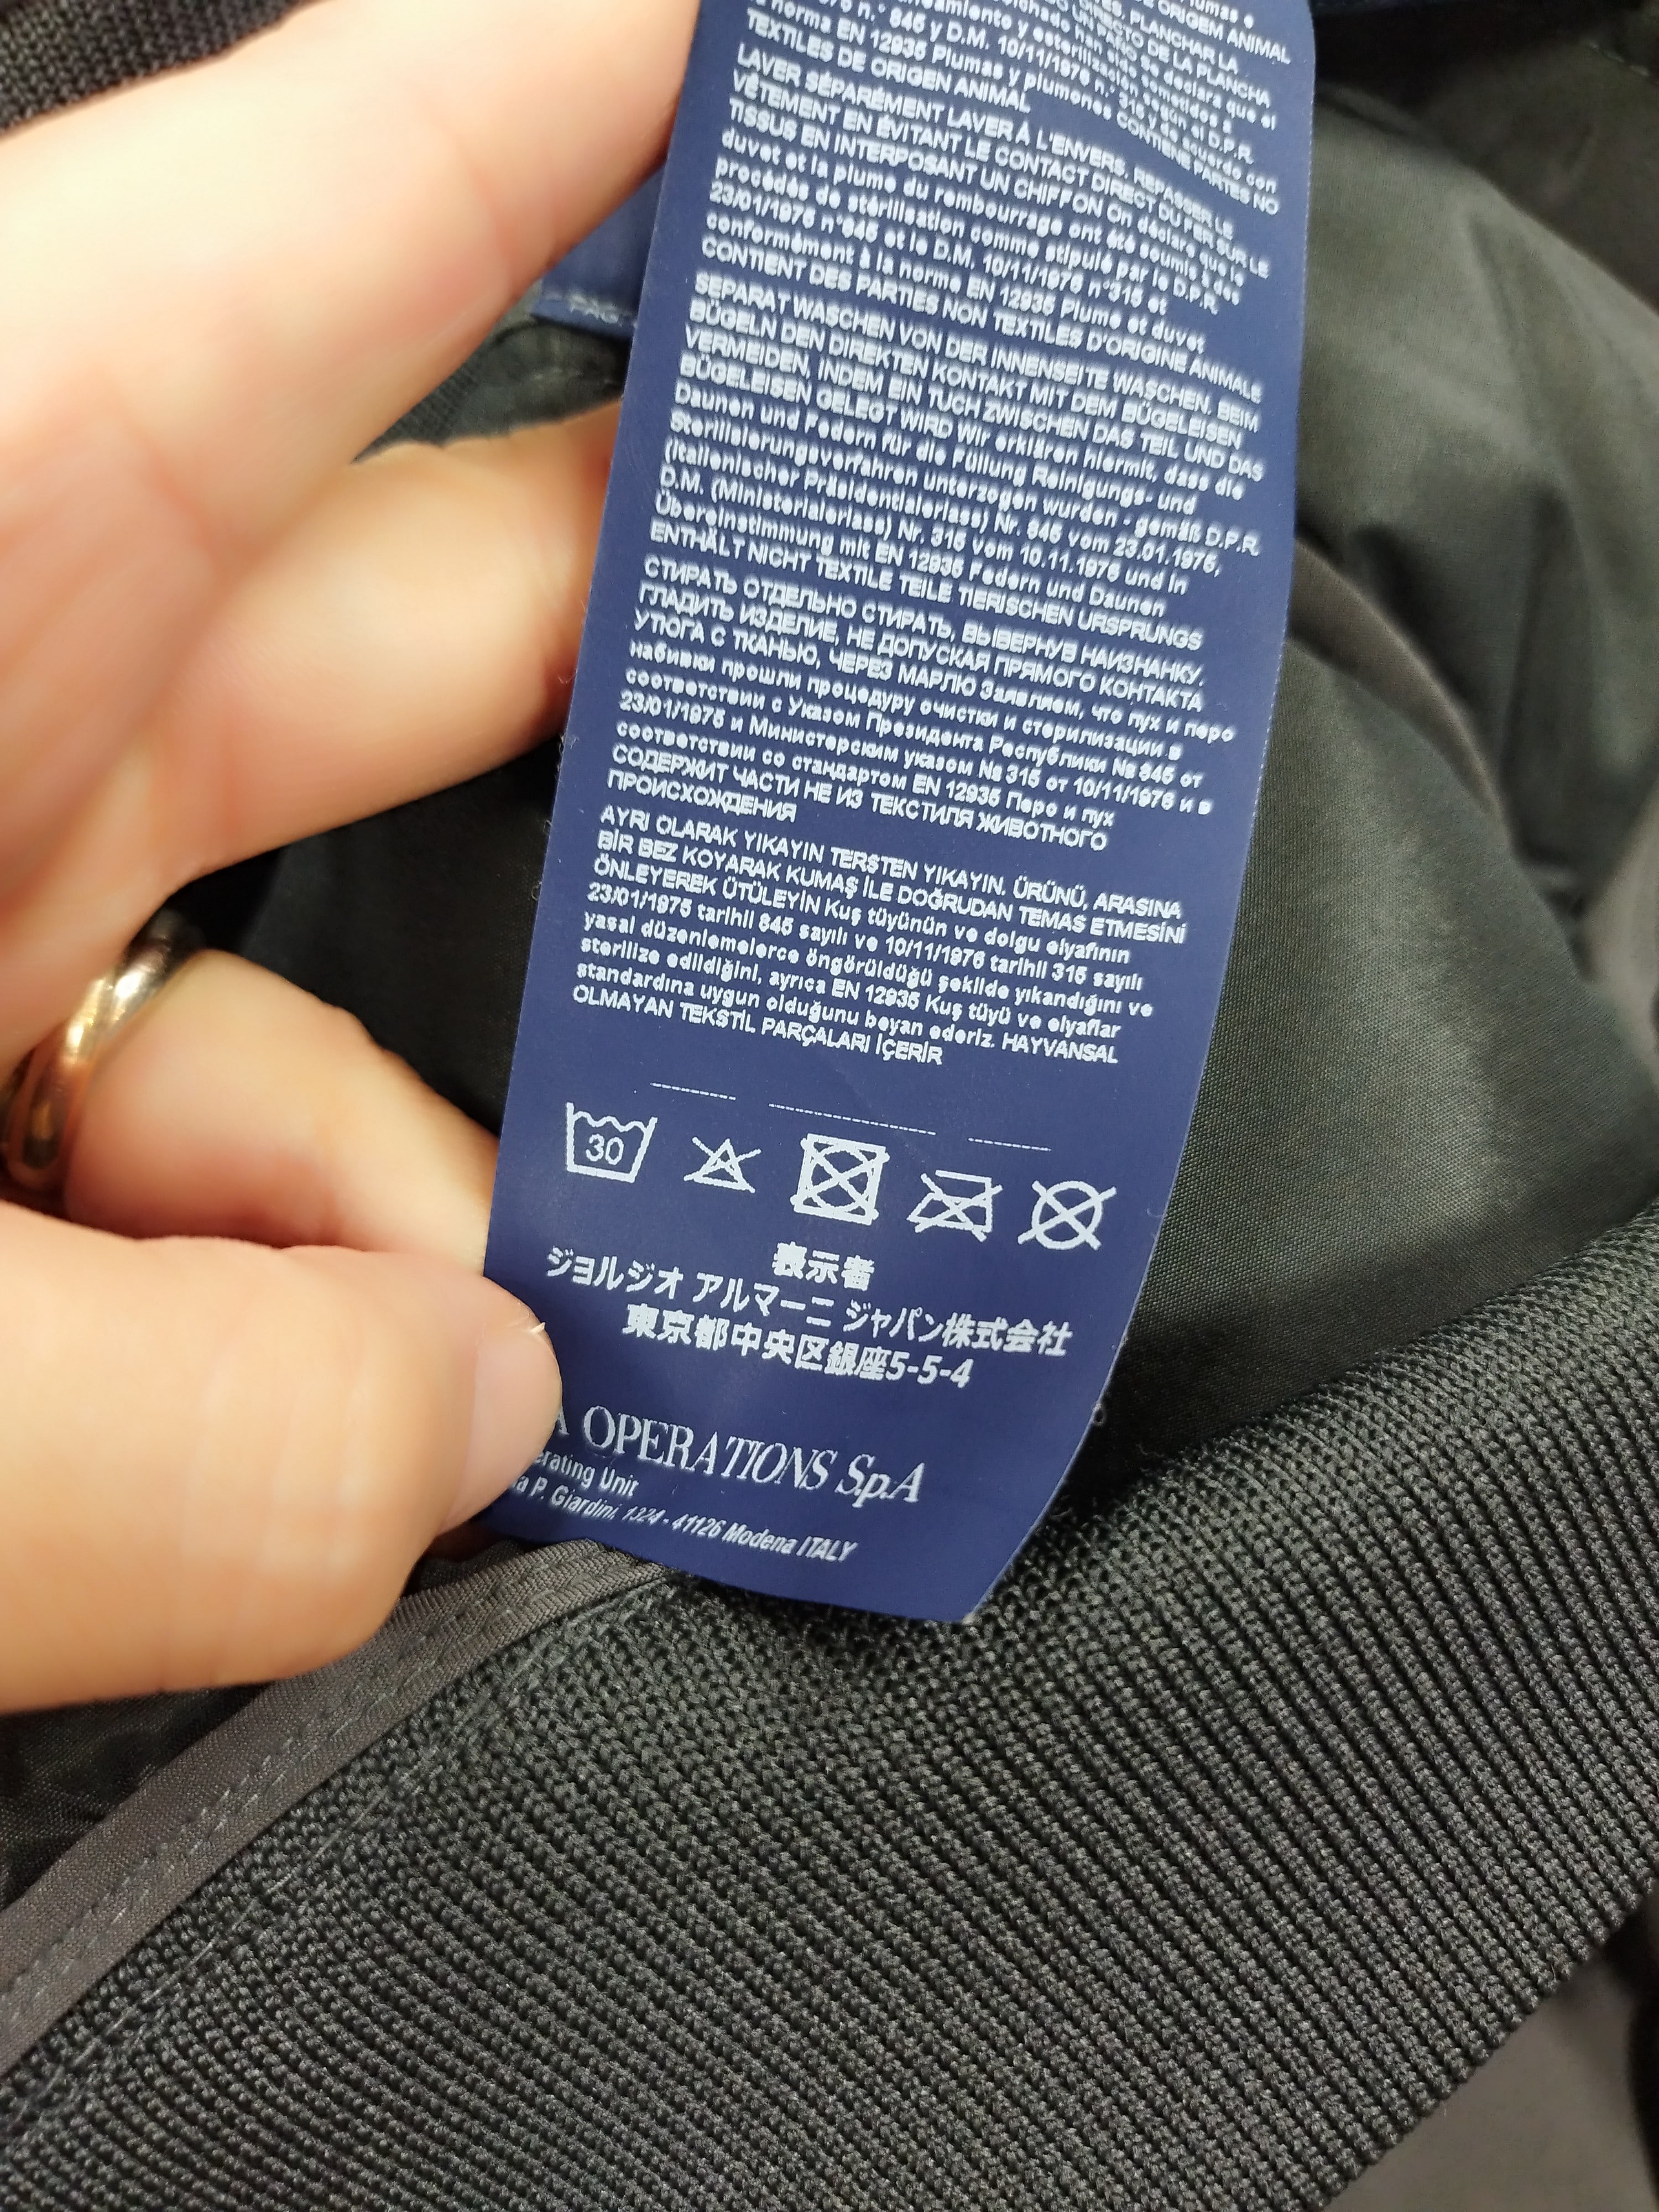 TEXTILES DE ORIGEN ANIMAL
LAVER SÉPARÉMENT LAVER À L'ENVERS. REPASSER LE
VÊTEMENT EN ÉVITANT LE CONTACT DIRECT DU FER SUR LE
TISSUS EN INTERPOSANT UN CHIFFON On déclare que le
duvet et la plume du rembourrage ont été soumis à des
procédés de stérilisation comme stipulé par le D.P.R.
23/01/1975 n°845 et le D.M. 10/11/1976 n°315 et
conformément à la norme EN 12935 Plume et duvet
CONTIENT DES PARTIES NON TEXTILES D'ORIGINE ANIMALE
SEPARAT WASCHEN VON DER INNENSEITE WASCHEN. BEIM
BÜGELN DEN DIREKTEN KONTAKT MIT DEM BÜGELEISEN
VERMEIDEN, INDEM EIN TUCH ZWISCHEN DAS TEIL UND DAS
BÜGELEISEN GELEGT WIRD Wir erklären hiermit, dass die
Daunen und Federn für die Füllung Reinigungs- und
Sterilisierungsverfahren unterzogen wurden - gemäß D.P.R.
(Italienischer Präsidentialerlass) Nr. 845 vom 23.01.1975,
D.M. (Ministerialerlass) Nr. 315 vom 10.11.1976 und in
Übereinstimmung mit EN 12935 Federn und Daunen
ENTHÄLT NICHT TEXTILE TEILE TIERISCHEN URSPRUNGS
СТИРАТЬ ОТДЕЛЬНО СТИРАТЬ, ВЫВЕРНУВ НАИЗНАНКУ.
ГЛАДИТЬ ИЗДЕЛИЕ, НЕ ДОПУСКАЯ ПРЯМОГО КОНТАКТА
УТЮГА С ТКАНЬЮ, ЧЕРЕЗ МАРЛЮ Заявляем, что пух и перо
набивки прошли процедуру очистки и стерилизации в
соответствии с Указом Президента Республики № 845 от
23/01/1975 и Министерским указом № 315 от 10/11/1976 и в
соответствии со стандартом EN 12935 Перо и пух
СОДЕРЖИТ ЧАСТИ НЕ ИЗ ТЕКСТИЛЯ ЖИВОТНОГО
ПРОИСХОЖДЕНИЯ
AYRI OLARAK YIKAYIN TERSTEN YIKAYIN. ÜRÜNÜ, ARASINA
BİR BEZ KOYARAK KUMAŞ İLE DOĞRUDAN TEMAS ETMESİNİ
ÖNLEYEREK ÜTÜLEYİN Kuş tüyünün ve dolgu elyafının
23/01/1975 tarihli 845 sayılı ve 10/11/1976 tarihli 315 sayılı
yasal düzenlemelerce öngörüldüğü şekilde yıkandığını ve
sterilize edildiğini, ayrıca EN 12935 Kuş tüyü ve elyaflar
standardına uygun olduğunu beyan ederiz. HAYVANSAL
OLMAYAN TEKSTİL PARÇALARI İÇERİR
30
表示者
ジョルジオ アルマーニ ジャパン株式会社
東京都中央区銀座5-5-4
A OPERATIONS S.p.A
erating Unit
P. Giardini, 1324 - 41126 Modena ITALY